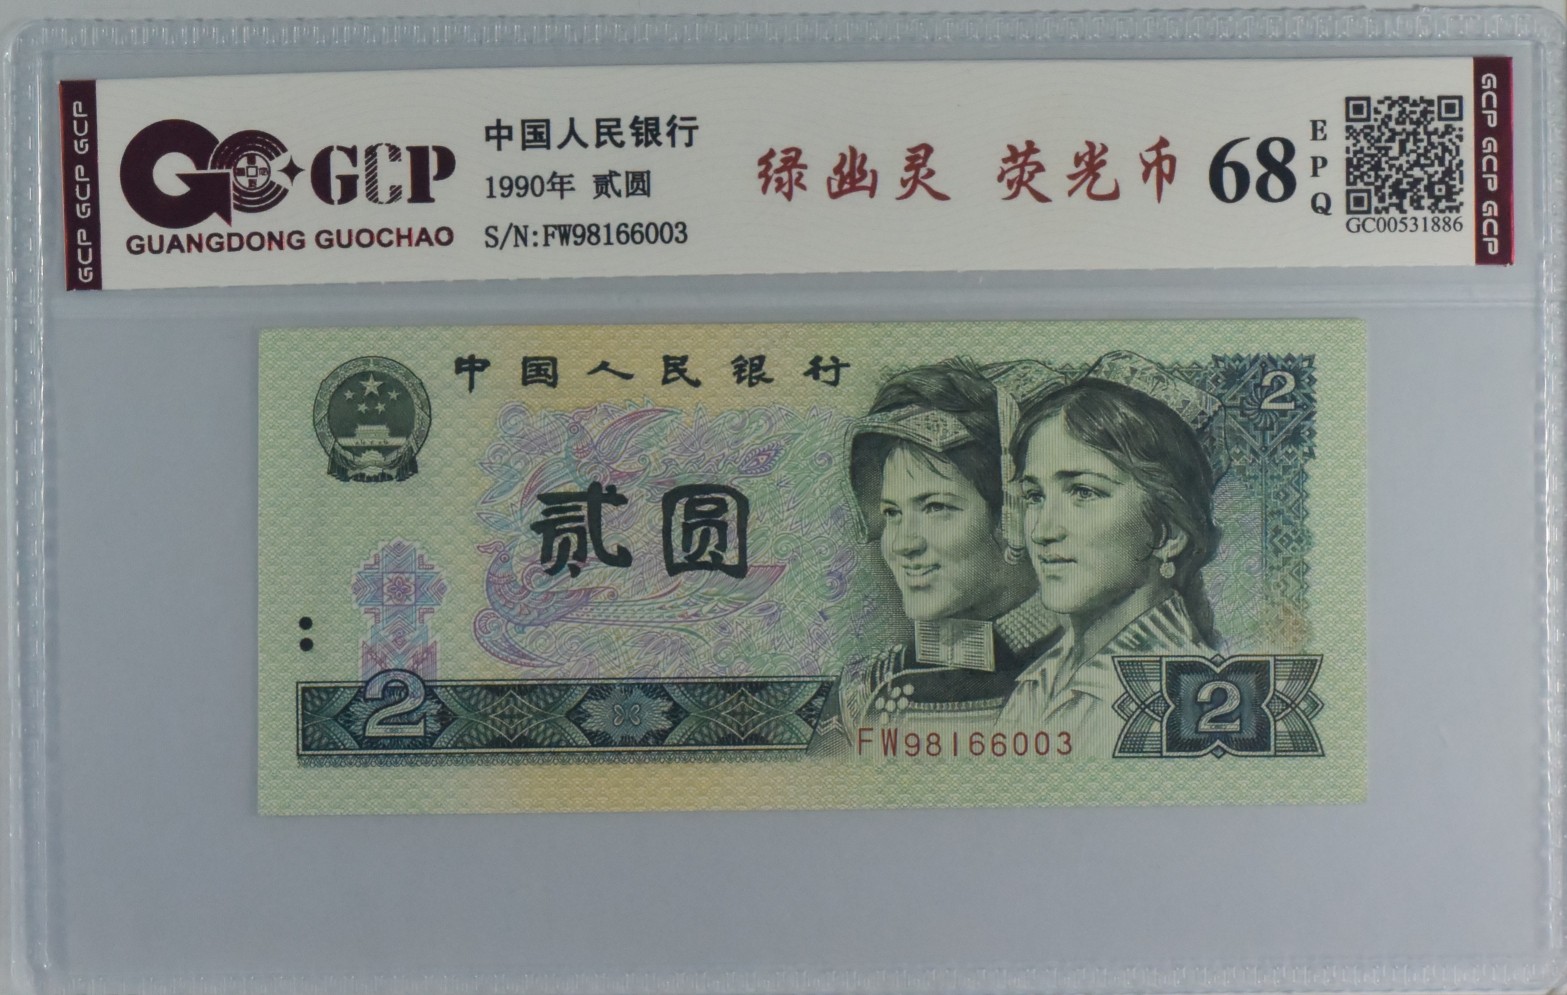 GCP GCP GCP
GCP
GUANGDONG GUOCHAO
中国人民银行
1990年 贰圆
S/N:FW98166003
绿幽灵 荧光币
68
EPQ
GC00531886
GCP GCP GCP
中国人民银行
2
贰圆
2
2
FW98166003